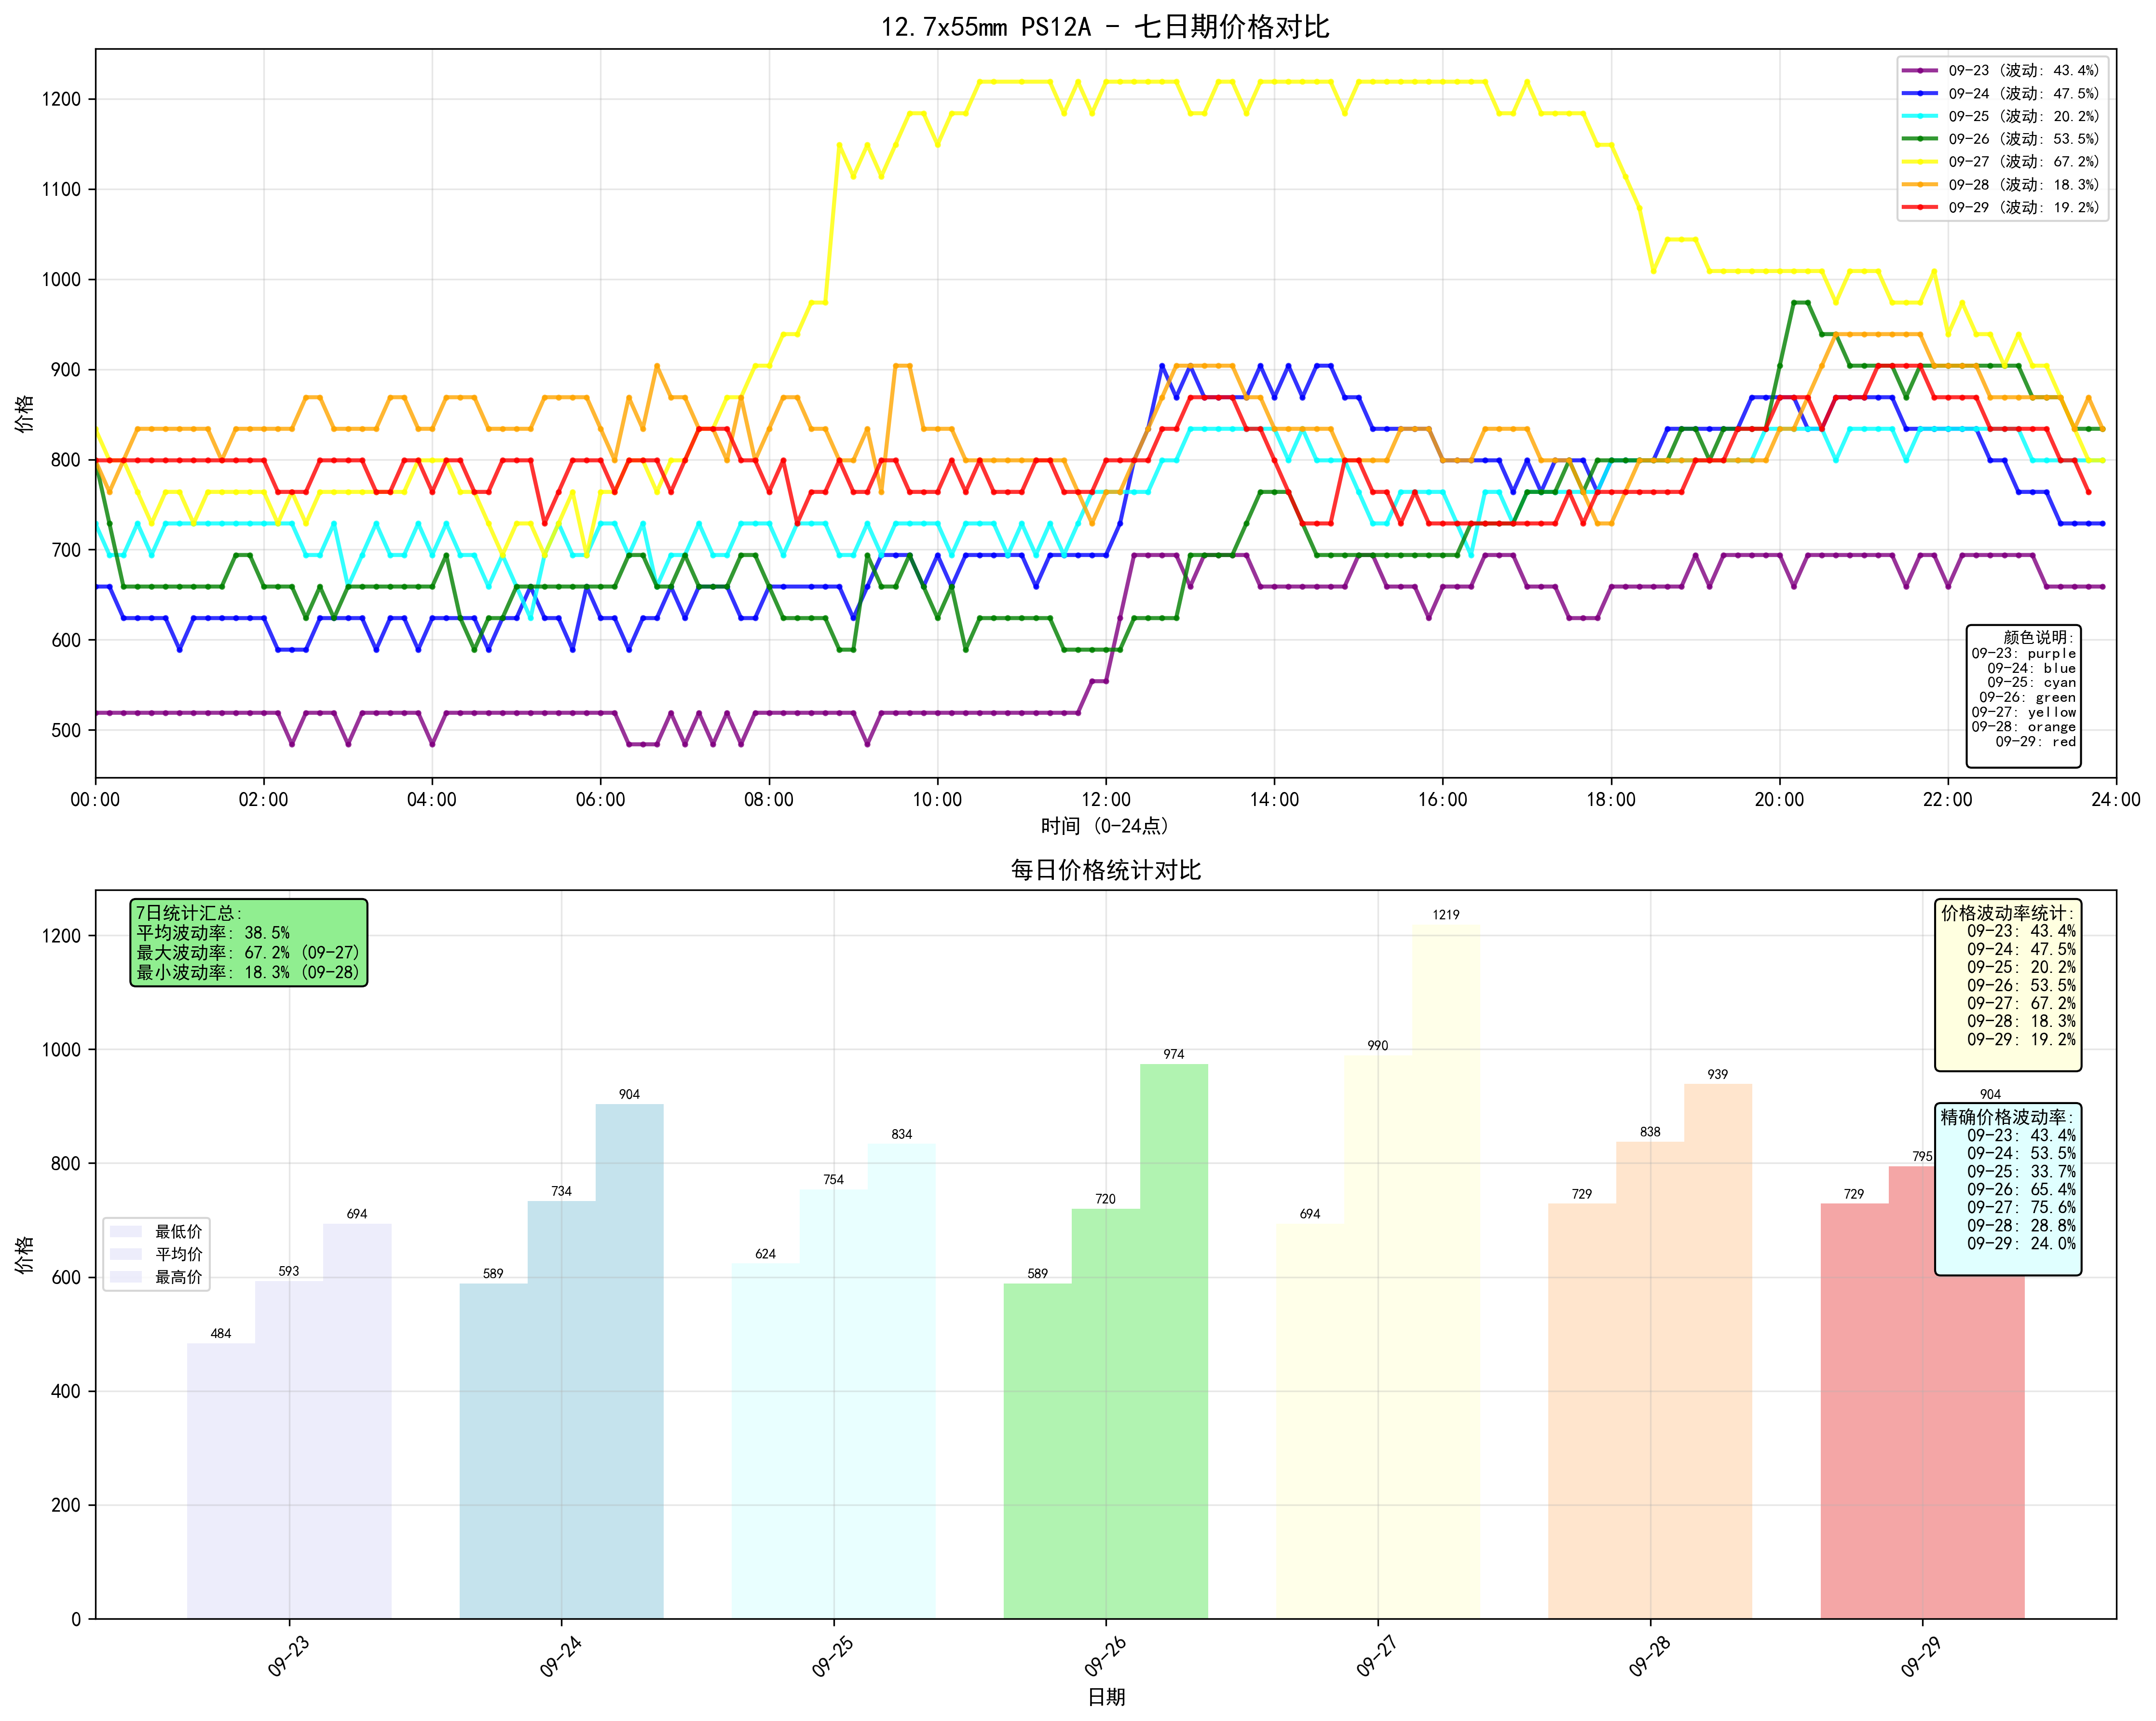 12.7x55mm PS12A - 七日期价格对比
价格
1200
1100
1000
900
800
700
600
500
09-23 (波动: 43.4%)
09-24 (波动: 47.5%)
09-25 (波动: 20.2%)
09-26 (波动: 53.5%)
09-27 (波动: 67.2%)
09-28 (波动: 18.3%)
09-29 (波动: 19.2%)
颜色说明:
09-23: purple
09-24: blue
09-25: cyan
09-26: green
09-27: yellow
09-28: orange
09-29: red
00:00 02:00 04:00 06:00 08:00 10:00 12:00 14:00 16:00 18:00 20:00 22:00 24:00
时间 (0-24点)
每日价格统计对比
价格
1200
1000
800
600
400
200
0
7日统计汇总:
平均波动率: 38.5%
最大波动率: 67.2% (09-27)
最小波动率: 18.3% (09-28)
价格波动率统计:
09-23: 43.4%
09-24: 47.5%
09-25: 20.2%
09-26: 53.5%
09-27: 67.2%
09-28: 18.3%
09-29: 19.2%
精确价格波动率:
09-23: 43.4%
09-24: 53.5%
09-25: 33.7%
09-26: 65.4%
09-27: 75.6%
09-28: 28.8%
09-29: 24.0%
最低价
平均价
最高价
484 593 694
589 734 904
624 754 834
589 720 974
694 990 1219
729 838 939
729 795 904
09-23 09-24 09-25 09-26 09-27 09-28 09-29
日期